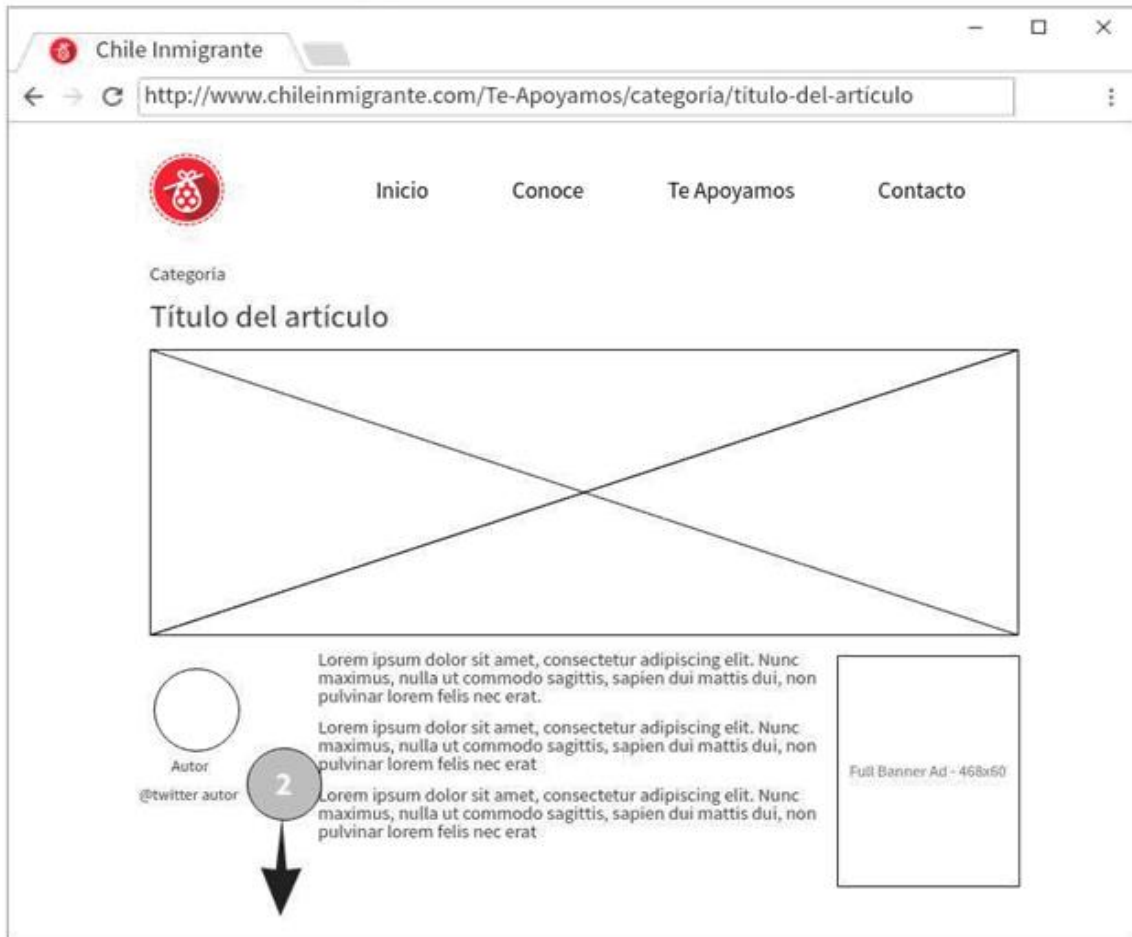 Chile Inmigrante
http://www.chileinmigrante.com/Te-Apoyamos/categoría/título-del-artículo
Inicio Conoce Te Apoyamos Contacto
Categoría
Título del artículo
Autor
@twitter autor
2
Lorem ipsum dolor sit amet, consectetur adipiscing elit. Nunc
maximus, nulla ut commodo sagittis, sapien dui mattis dui, non
pulvinar lorem felis nec erat.
Lorem ipsum dolor sit amet, consectetur adipiscing elit. Nunc
maximus, nulla ut commodo sagittis, sapien dui mattis dui, non
pulvinar lorem felis nec erat
Lorem ipsum dolor sit amet, consectetur adipiscing elit. Nunc
maximus, nulla ut commodo sagittis, sapien dui mattis dui, non
pulvinar lorem felis nec erat
Full Banner Ad - 468x60